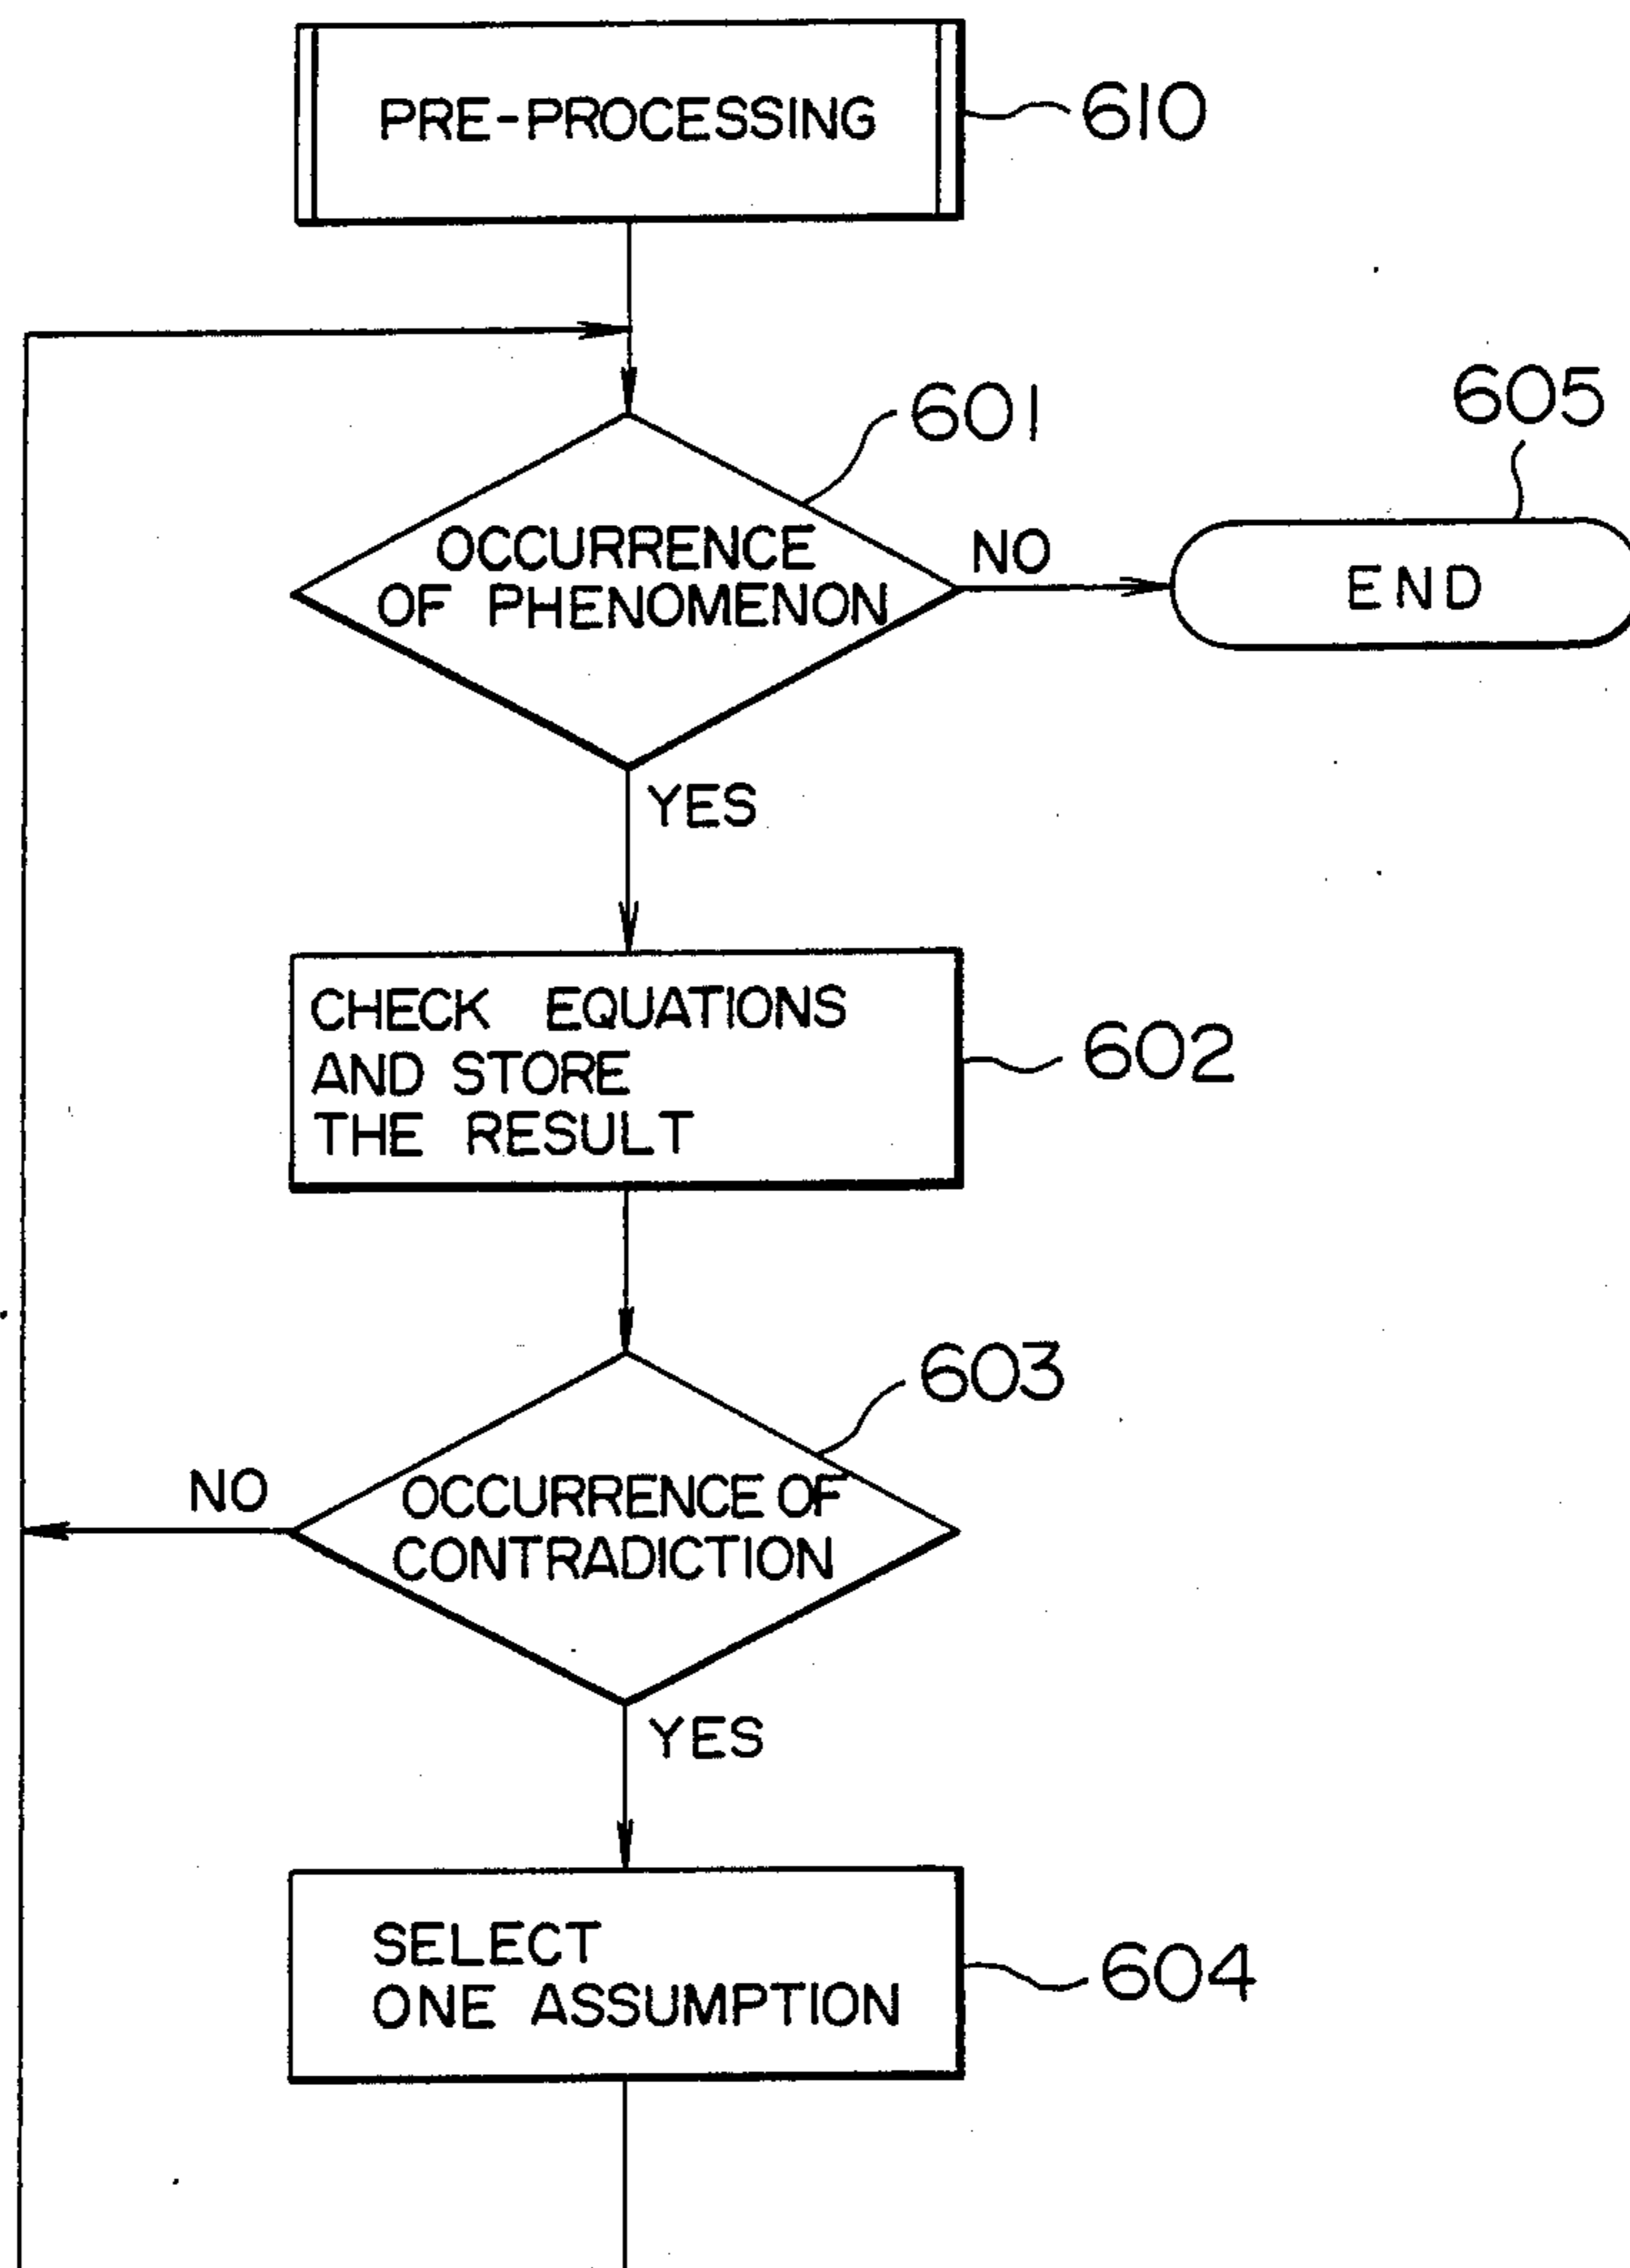 PRE-PROCESSING
610
601
605
OCCURRENCE
OF PHENOMENON
NO
END
YES
CHECK EQUATIONS
AND STORE
THE RESULT
602
603
NO
OCCURRENCE OF
CONTRADICTION
YES
SELECT
ONE ASSUMPTION
604